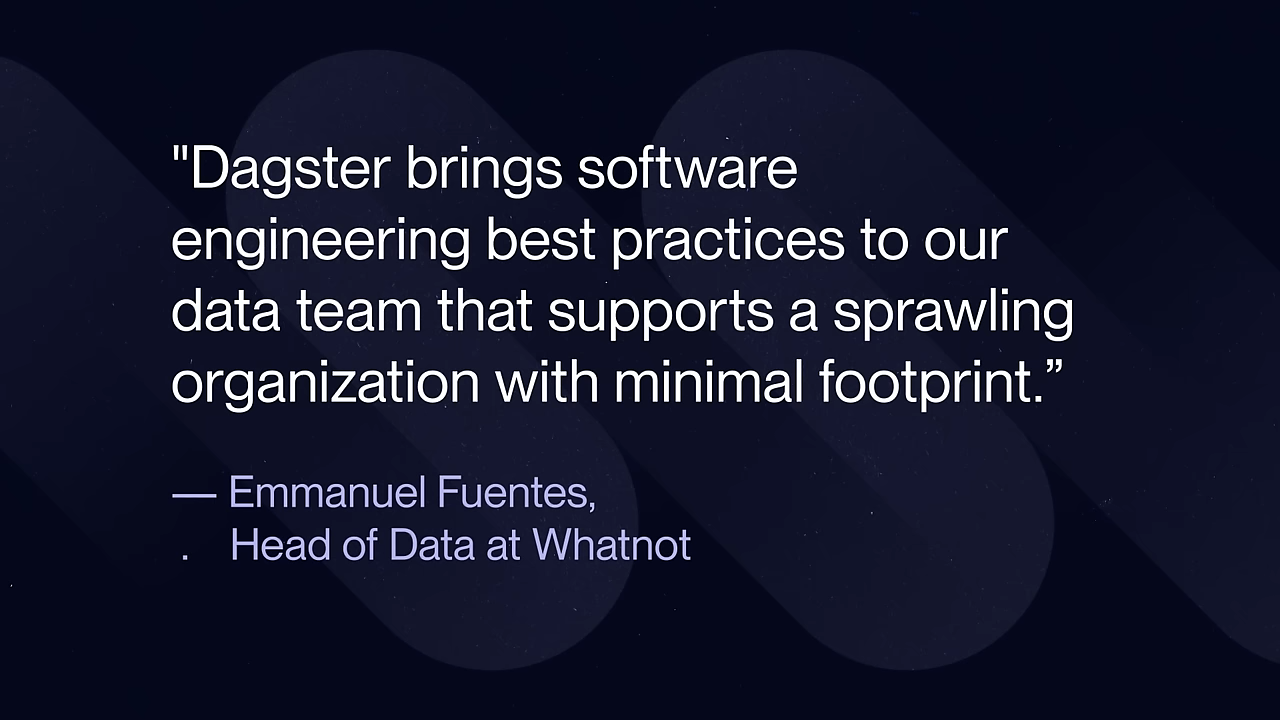 "Dagster brings software
engineering best practices to our
data team that supports a sprawling
organization with minimal footprint.”
— Emmanuel Fuentes,
. Head of Data at Whatnot